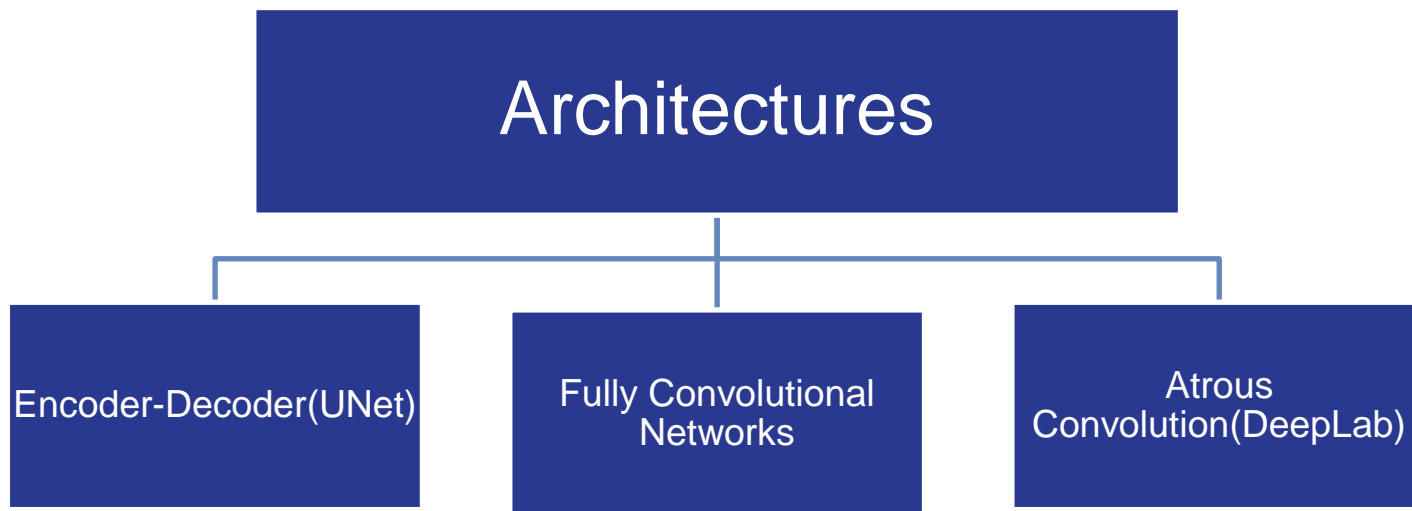 Architectures
Encoder-Decoder(UNet)
Fully Convolutional
Networks
Atrous
Convolution(DeepLab)